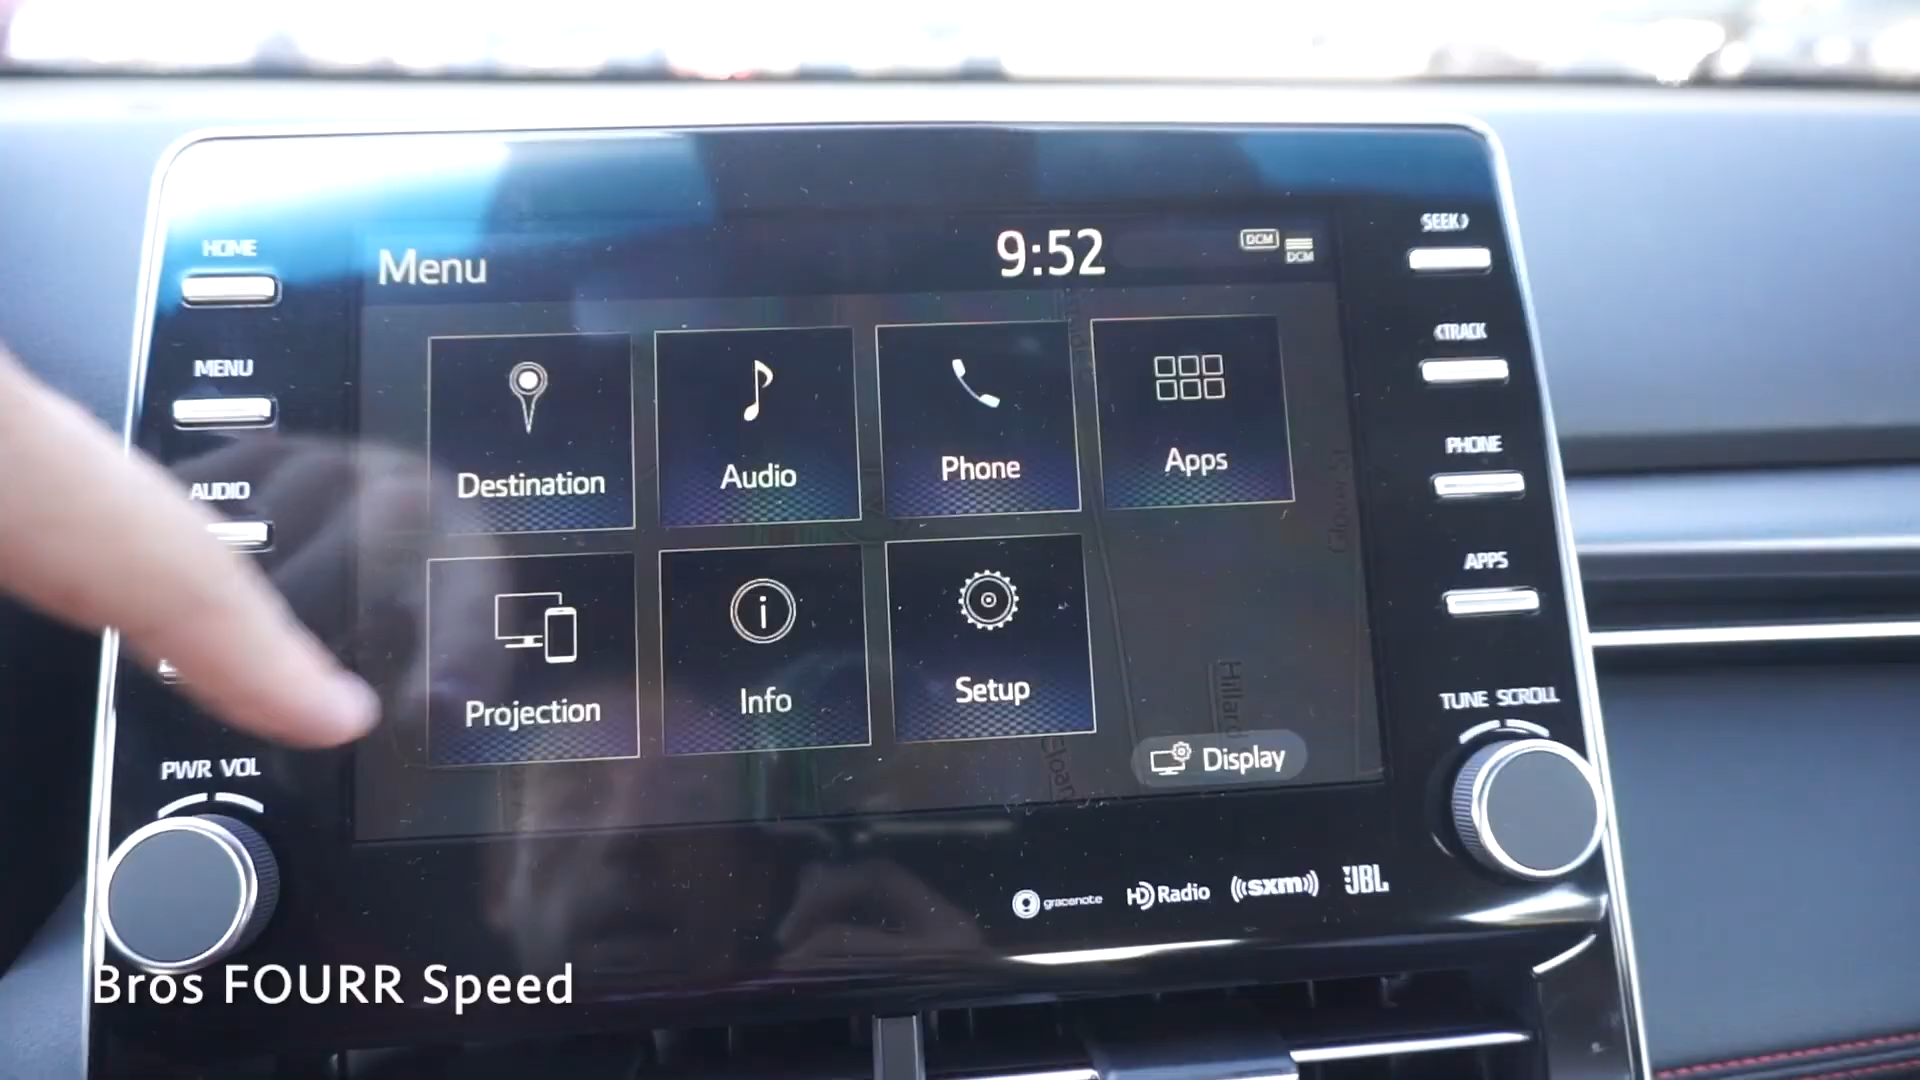 HOME
MENU
AUDIO
PWR VOL
Menu
9:52
DCM
DCM
Destination
Audio
Phone
Apps
Projection
Info
Setup
Display
SEEK〉
〈TRACK
PHONE
APPS
TUNE SCROLL
gracenote
HD Radio
((sxm))
JBL
Bros FOURR Speed